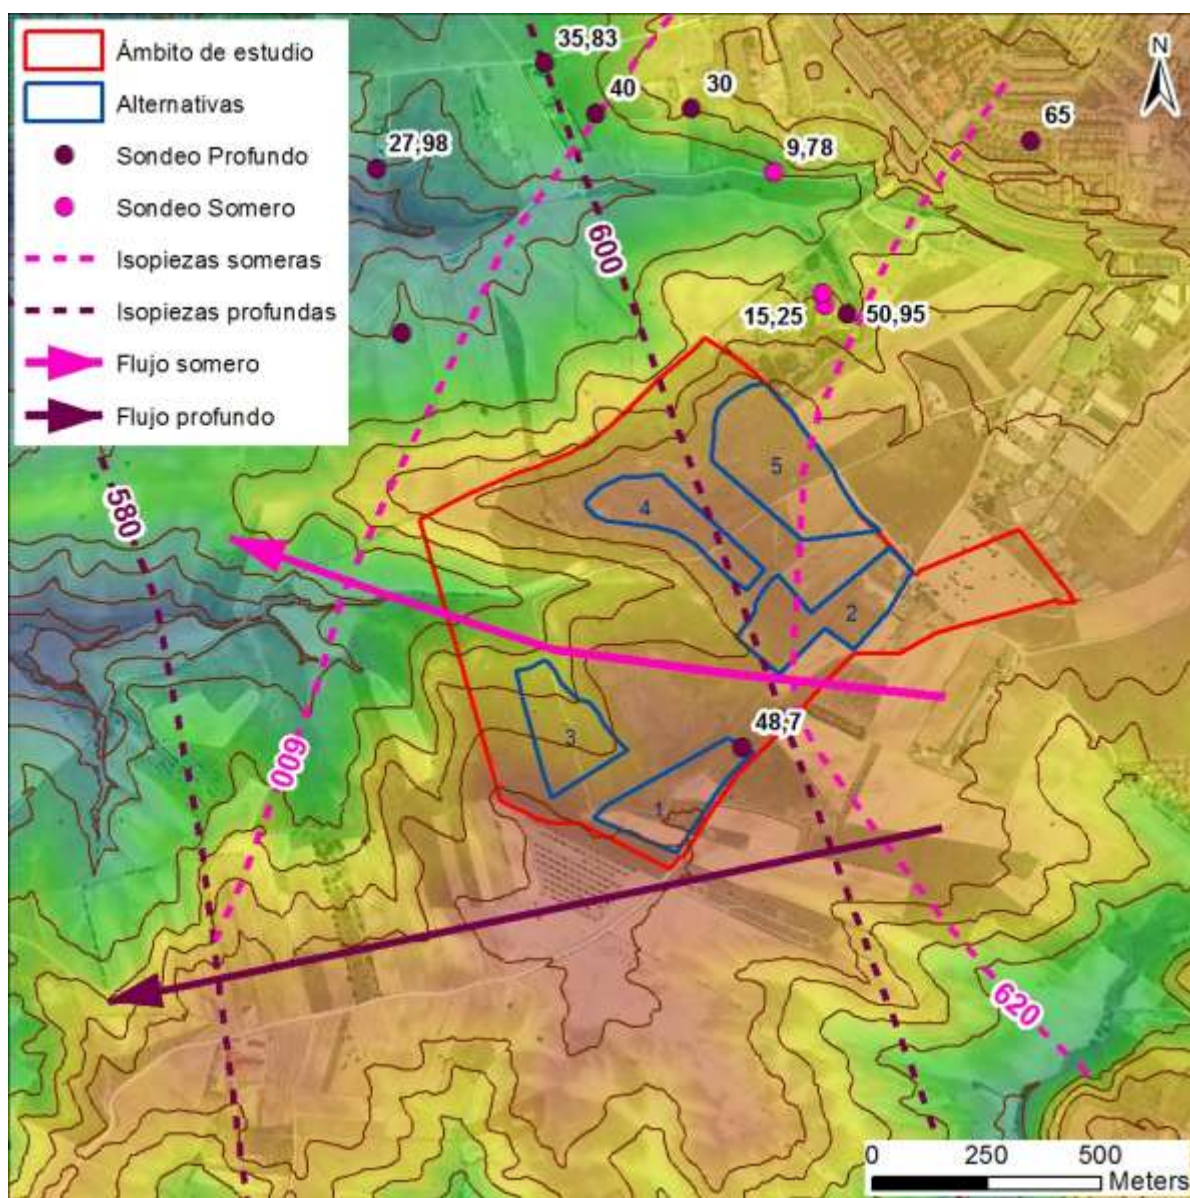 Ámbito de estudio
Alternativas
Sondeo Profundo
Sondeo Somero
Isopiezas someras
Isopiezas profundas
Flujo somero
Flujo profundo
N
35,83
40
30
65
27,98
9,78
600
15,25
50,95
580
5
4
2
48,7
3
1
600
620
0 250 500
Meters